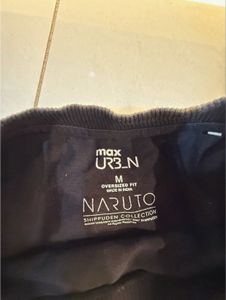 max
URB_N
M
OVERSIZED FIT
MADE IN INDIA
NARUTO
SHIPPUDEN COLLECTION